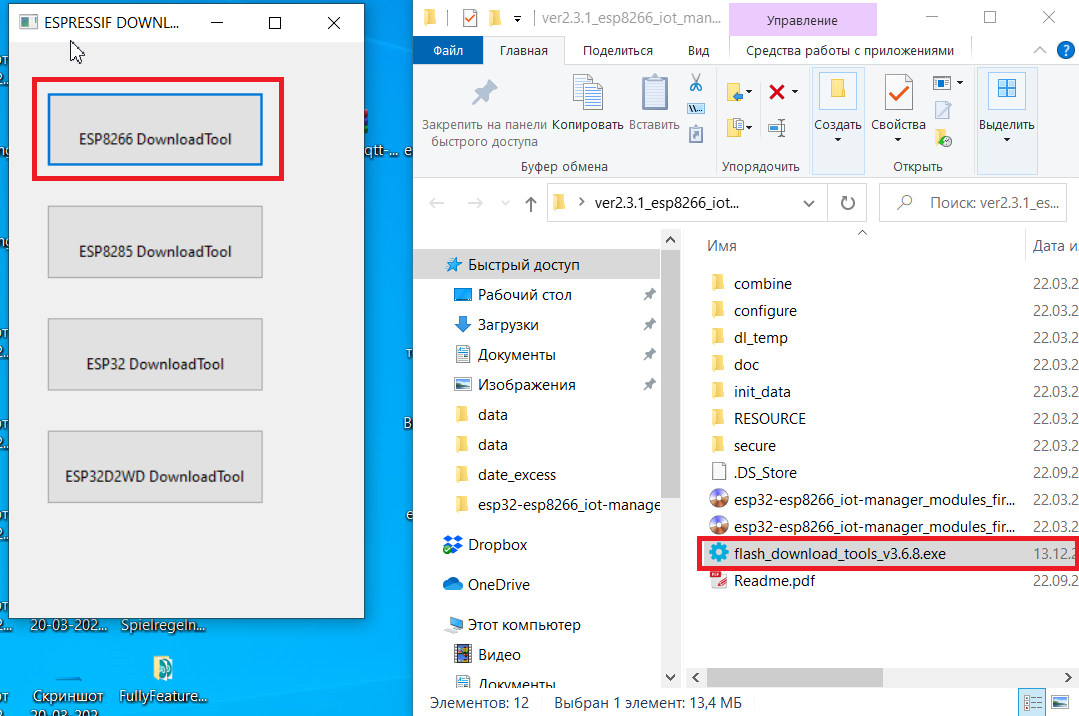 ESPRESSIF DOWNL...
ESP8266 DownloadTool
ESP8285 DownloadTool
ESP32 DownloadTool
ESP32D2WD DownloadTool
20-03-202...
Spielregeln...
Скриншот
FullyFeature...
20-03-202
qtt-...
ver2.3.1_esp8266_iot_man...
Управление
Файл
Главная
Поделиться
Вид
Средства работы с приложениями
Закрепить на панели
быстрого доступа
Копировать
Вставить
Создать
Свойства
Выделить
Буфер обмена
Упорядочить
Открыть
ver2.3.1_esp8266_iot...
Поиск: ver2.3.1_es...
Быстрый доступ
Рабочий стол
Загрузки
Документы
Изображения
data
data
date_excess
esp32-esp8266_iot-manage
Dropbox
OneDrive
Этот компьютер
Видео
Документы
Имя
Дата из
combine 22.03.2
configure 22.03.2
dl_temp 22.03.2
doc 22.03.2
init_data 22.03.2
RESOURCE 22.03.2
secure 22.03.2
.DS_Store 22.09.2
esp32-esp8266_iot-manager_modules_fir... 22.03.2
esp32-esp8266_iot-manager_modules_fir... 22.03.2
flash_download_tools_v3.6.8.exe 13.12.2
Readme.pdf 22.09.2
Элементов: 12
Выбран 1 элемент: 13,4 МБ